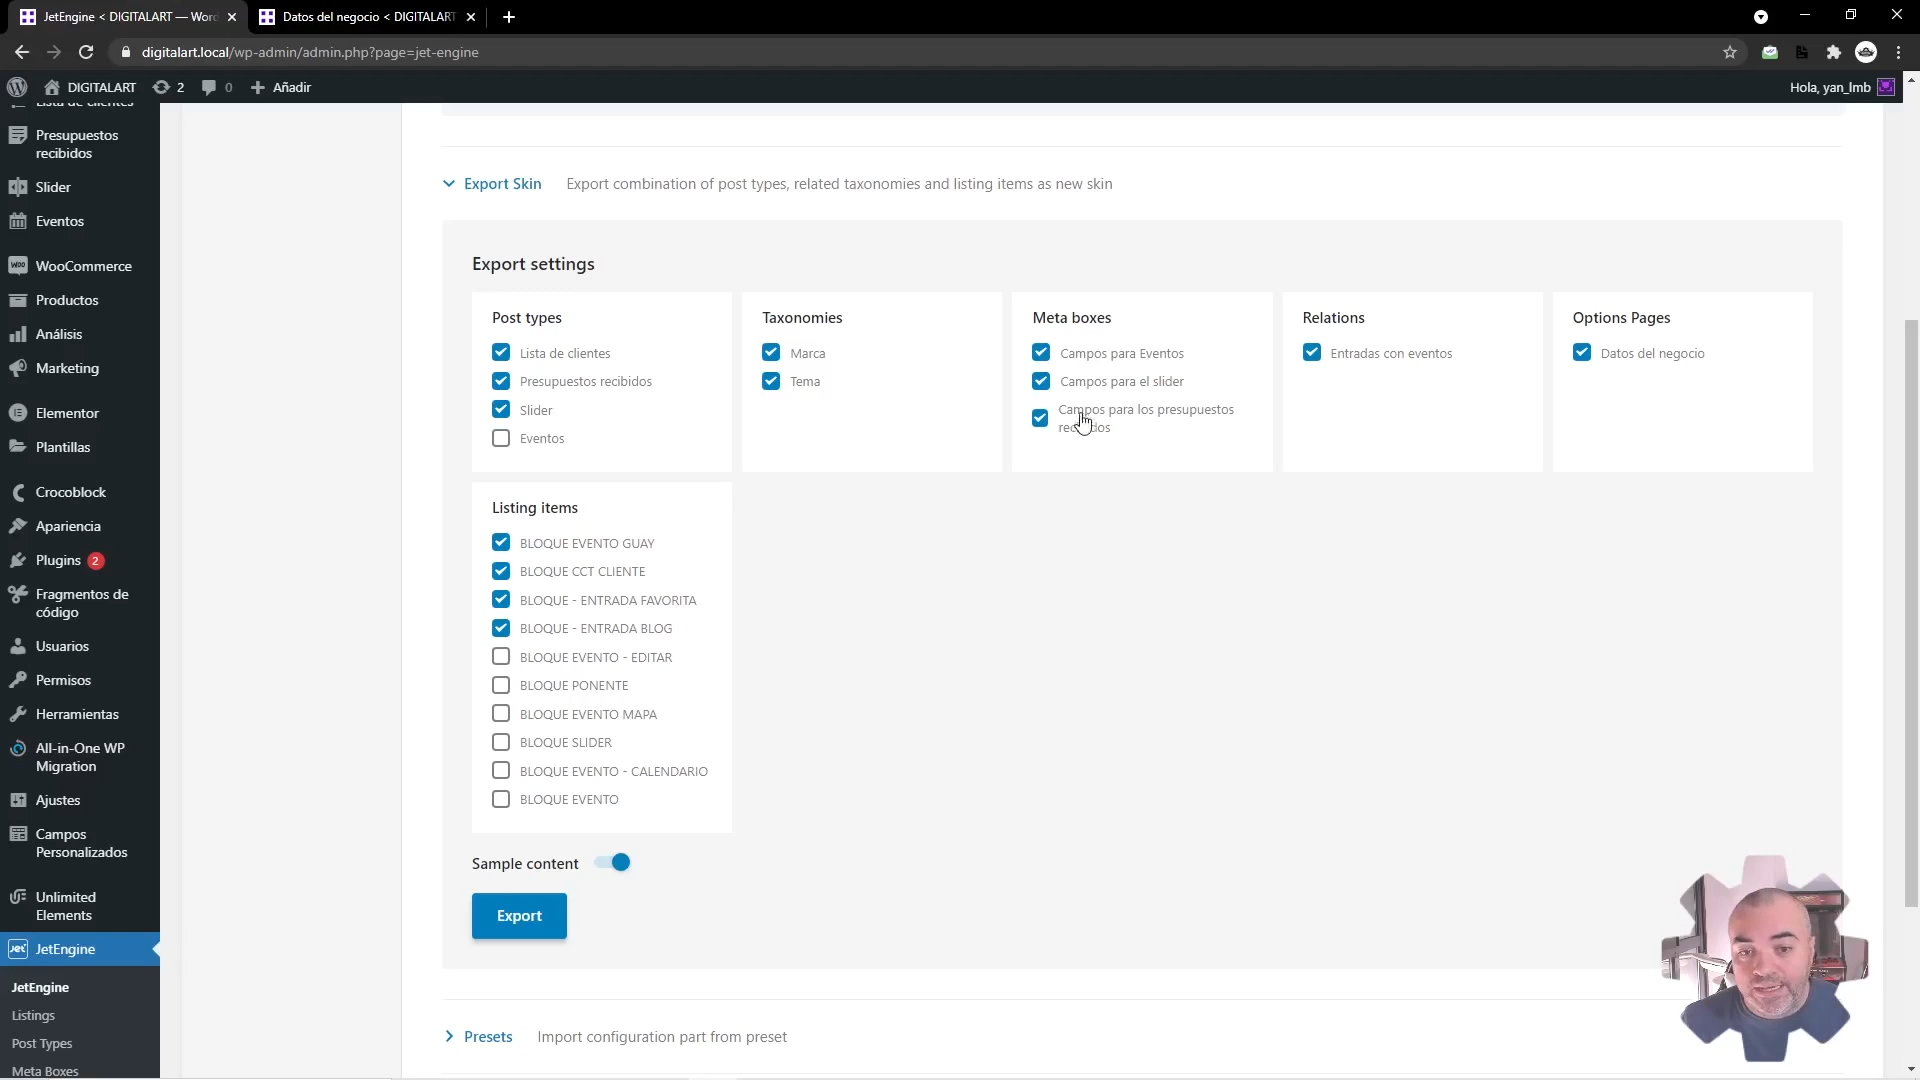 JetEngine < DIGITALART — Word
Datos del negocio < DIGITALART
digitalart.local/wp-admin/admin.php?page=jet-engine
DIGITALART
2
0
Añadir
Hola, yan_lmb
Lista de clientes
Presupuestos
recibidos
Slider
Eventos
WooCommerce
Productos
Análisis
Marketing
Elementor
Plantillas
Crocoblock
Apariencia
Plugins 2
Fragmentos de
código
Usuarios
Permisos
Herramientas
All-in-One WP
Migration
Ajustes
Campos
Personalizados
Unlimited
Elements
JetEngine
JetEngine
Listings
Post Types
Meta Boxes
Export Skin Export combination of post types, related taxonomies and listing items as new skin
Export settings
Post types
Lista de clientes
Presupuestos recibidos
Slider
Eventos
Taxonomies
Marca
Tema
Meta boxes
Campos para Eventos
Campos para el slider
Campos para los presupuestos
recibidos
Relations
Entradas con eventos
Options Pages
Datos del negocio
Listing items
BLOQUE EVENTO GUAY
BLOQUE CCT CLIENTE
BLOQUE - ENTRADA FAVORITA
BLOQUE - ENTRADA BLOG
BLOQUE EVENTO - EDITAR
BLOQUE PONENTE
BLOQUE EVENTO MAPA
BLOQUE SLIDER
BLOQUE EVENTO - CALENDARIO
BLOQUE EVENTO
Sample content
Export
Presets Import configuration part from preset